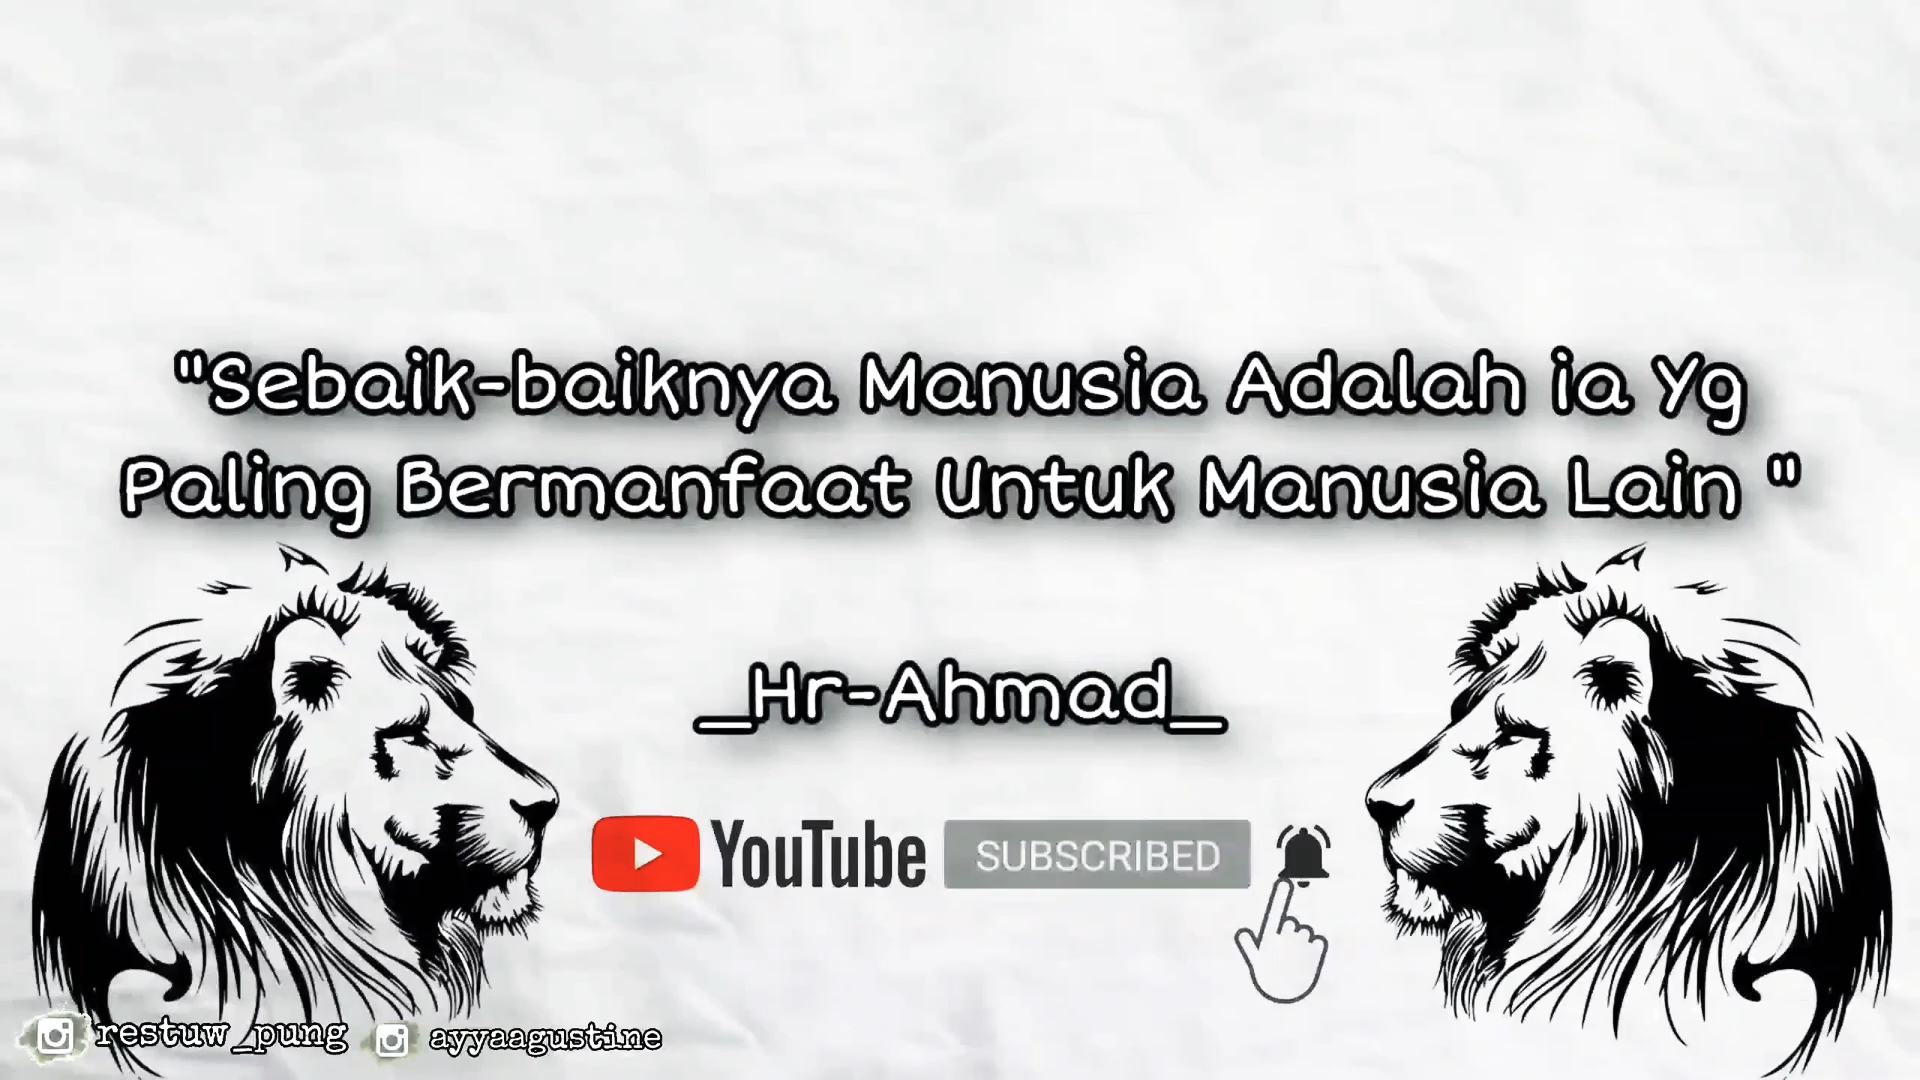 "Sebaik-baiknya Manusia Adalah ia Yg
Paling Bermanfaat Untuk Manusia Lain "
_Hr-Ahmad_
YouTube SUBSCRIBED
restuw_pung ayyaagustine